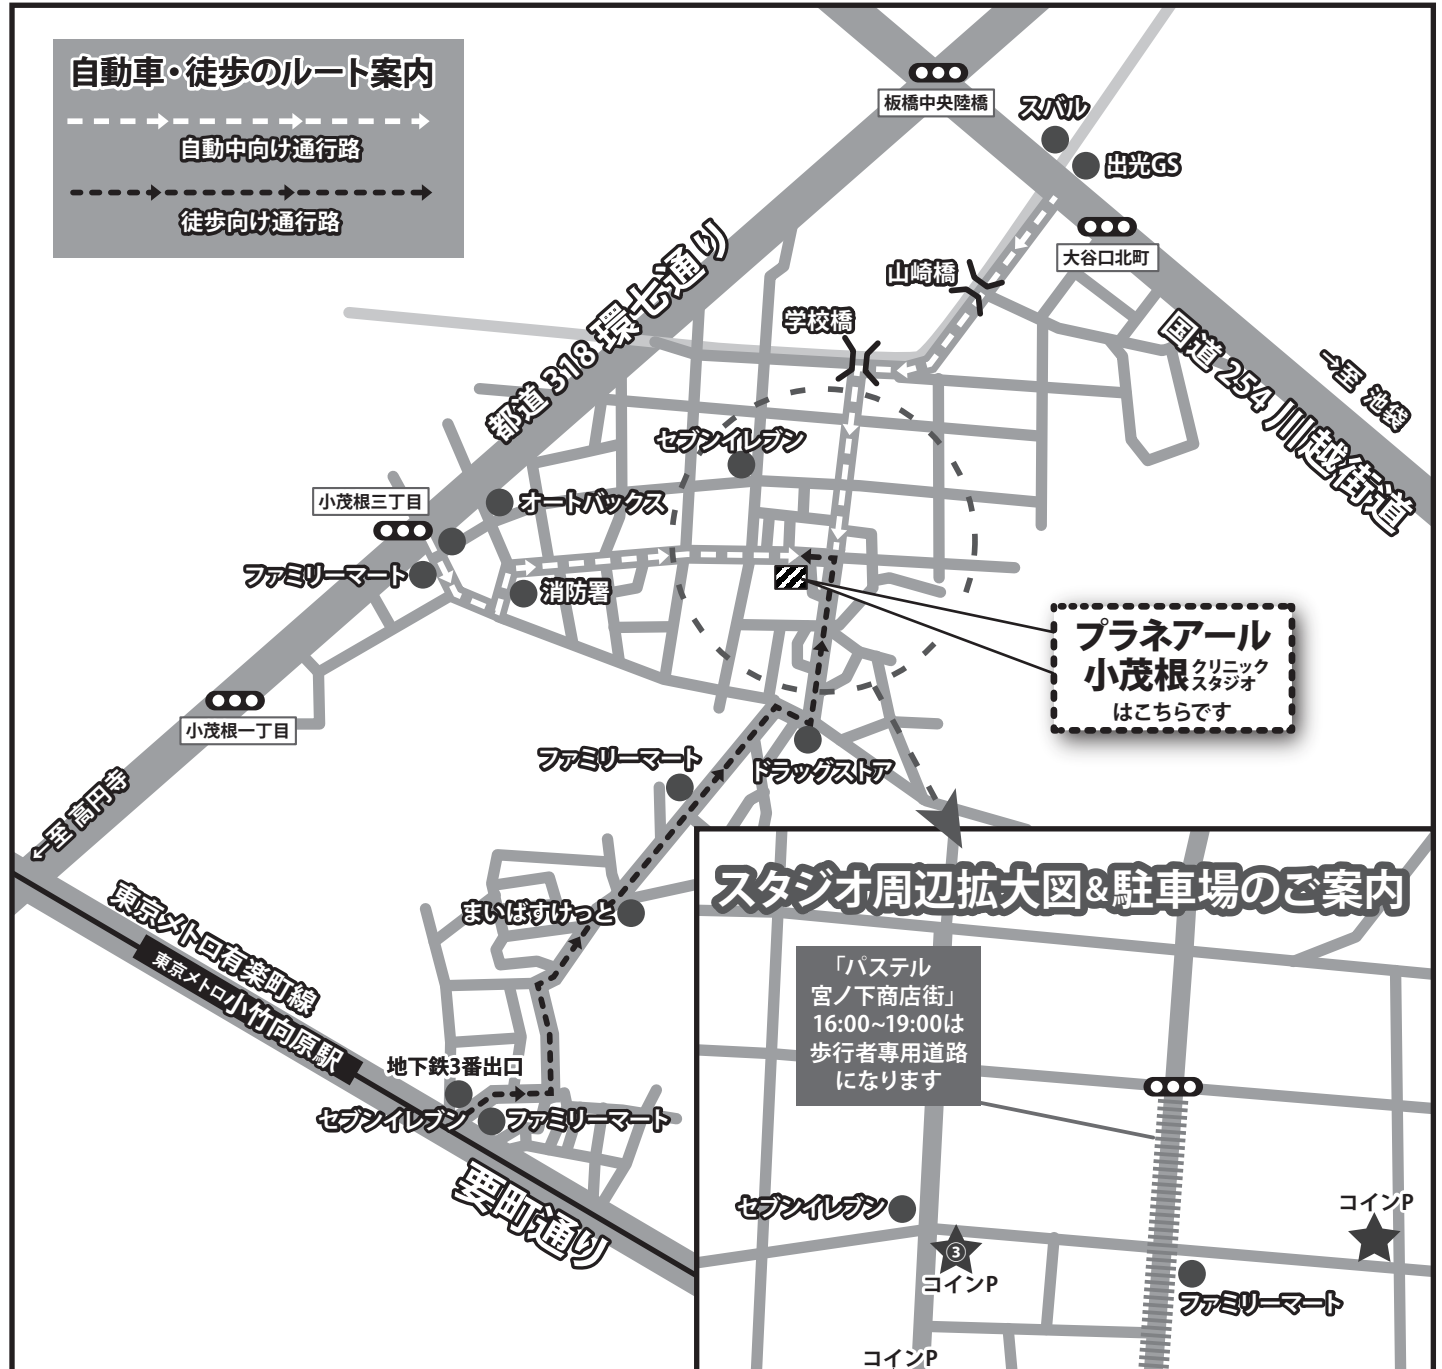 自動車・徒歩のルート案内
自動中向け通行路
徒歩向け通行路
板橋中央陸橋
スバル
出光GS
大谷口北町
山崎橋
学校橋
都道 318 環七通り
国道 254 川越街道
→至 池袋
セブンイレブン
小茂根三丁目
オートバックス
ファミリーマート
消防署
プラネアール
小茂根 クリニック
スタジオ
はこちらです
小茂根一丁目
ファミリーマート
ドラッグストア
←至 高円寺
まいばすけっと
東京メトロ有楽町線
東京メトロ小竹向原駅
地下鉄3番出口
セブンイレブン
ファミリーマート
要町通り
スタジオ周辺拡大図&駐車場のご案内
「パステル
宮ノ下商店街」
16:00~19:00は
歩行者専用道路
になります
セブンイレブン
コインP
3
コインP
ファミリーマート
コインP